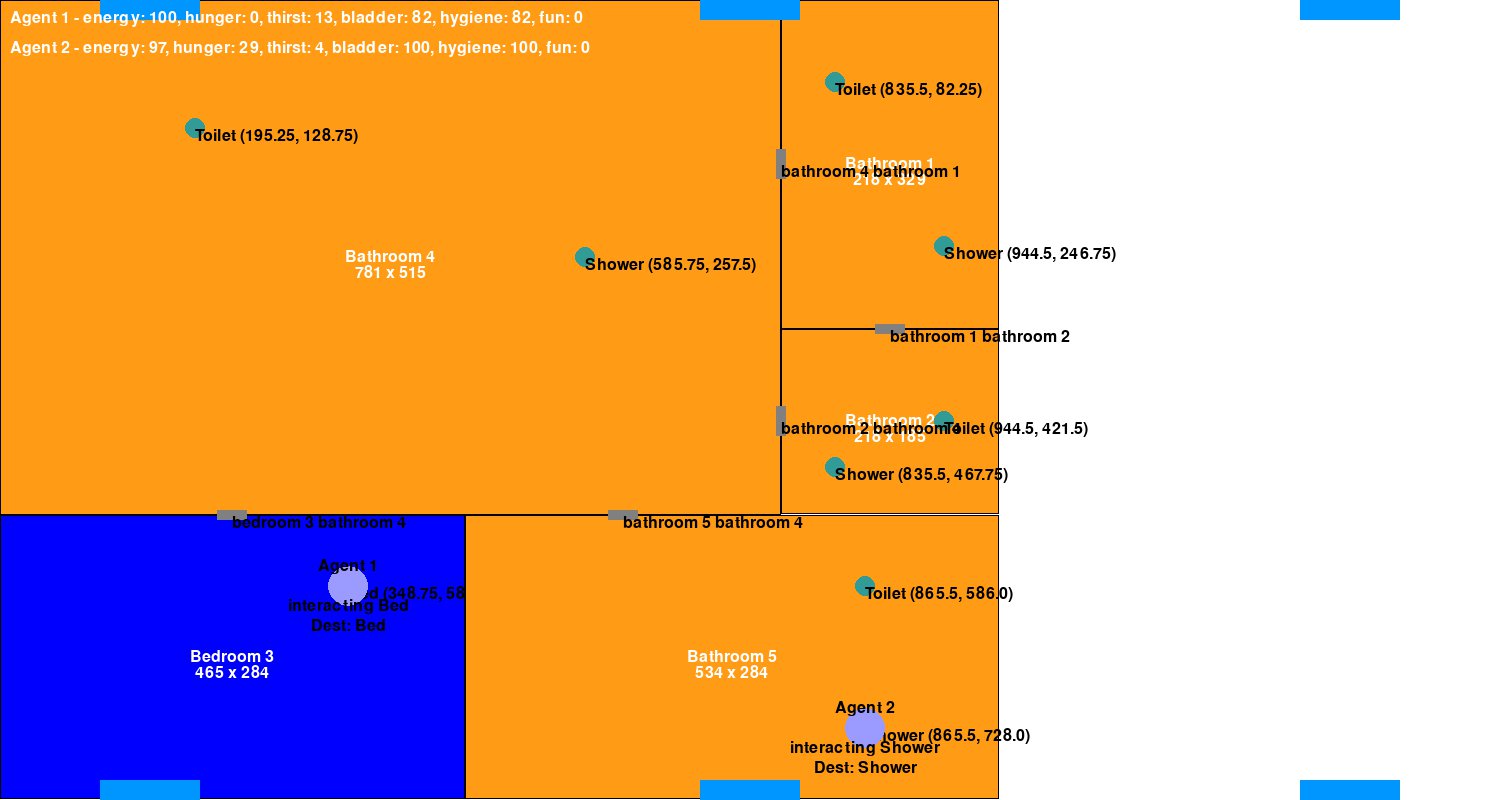 Agent 1 - energy: 100, hunger: 0, thirst: 13, bladder: 82, hygiene: 82, fun: 0
Agent 2 - energy: 97, hunger: 29, thirst: 4, bladder: 100, hygiene: 100, fun: 0
Toilet (835.5, 82.25)
Toilet (195.25, 128.75)
Bathroom 1
bathroom 4 bathroom 1
218 x 329
Shower (944.5, 246.75)
Bathroom 4
781 x 515
Shower (585.75, 257.5)
bathroom 1 bathroom 2
Bathroom 2
bathroom 2 bathroom 4
Toilet (944.5, 421.5)
218 x 185
Shower (835.5, 467.75)
bedroom 3 bathroom 4
bathroom 5 bathroom 4
Agent 1
(348.75, 58
interacting Bed
Dest: Bed
Toilet (865.5, 586.0)
Bedroom 3
465 x 284
Bathroom 5
534 x 284
Agent 2
(865.5, 728.0)
interacting Shower
Dest: Shower